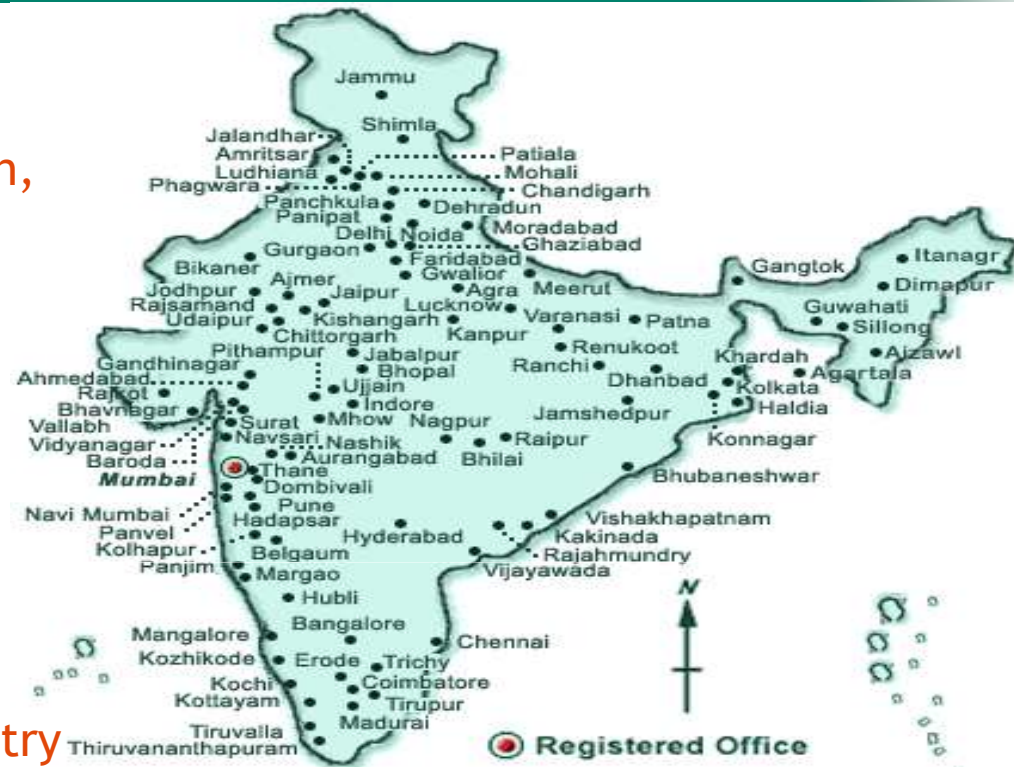 Jammu
Shimla
Jalandhar
Amritsar
Ludhiana
Phagwara
Patiala
Mohali
Chandigarh
n,
Panchkula
Panipat
Dehradun
Delhi
Noida
Moradabad
Ghaziabad
Gurgaon
Faridabad
Bikaner
Gwalior
Gangtok
Itanagr
Jodhpur
Ajmer
Jaipur
Agra
Meerut
Dimapur
Rajsamand
Lucknow
Varanasi
Guwahati
Udaipur
Kishangarh
Kanpur
Patna
Sillong
Chittorgarh
Pithampur
Jabalpur
Renukoot
Khardah
Aizawl
Gandhinagar
Bhopal
Ranchi
Dhanbad
Agartala
Ahmedabad
Ujjain
Kolkata
Rajkot
Indore
Jamshedpur
Haldia
Bhavnagar
Surat
Mhow
Nagpur
Vallabh
Vidyanagar
Navsari
Nashik
Raipur
Konnagar
Baroda
Aurangabad
Bhilai
Mumbai
Thane
Bhubaneshwar
Dombivali
Navi Mumbai
Pune
Panvel
Hadapsar
Hyderabad
Vishakhapatnam
Kakinada
Kolhapur
Belgaum
Rajahmundry
Panjim
Margao
Vijayawada
Hubli
N
Bangalore
Mangalore
Chennai
Kozhikode
Erode
Trichy
Kochi
Coimbatore
Kottayam
Tirupur
Madurai
Tiruvalla
Thiruvananthapuram
try
Registered Office